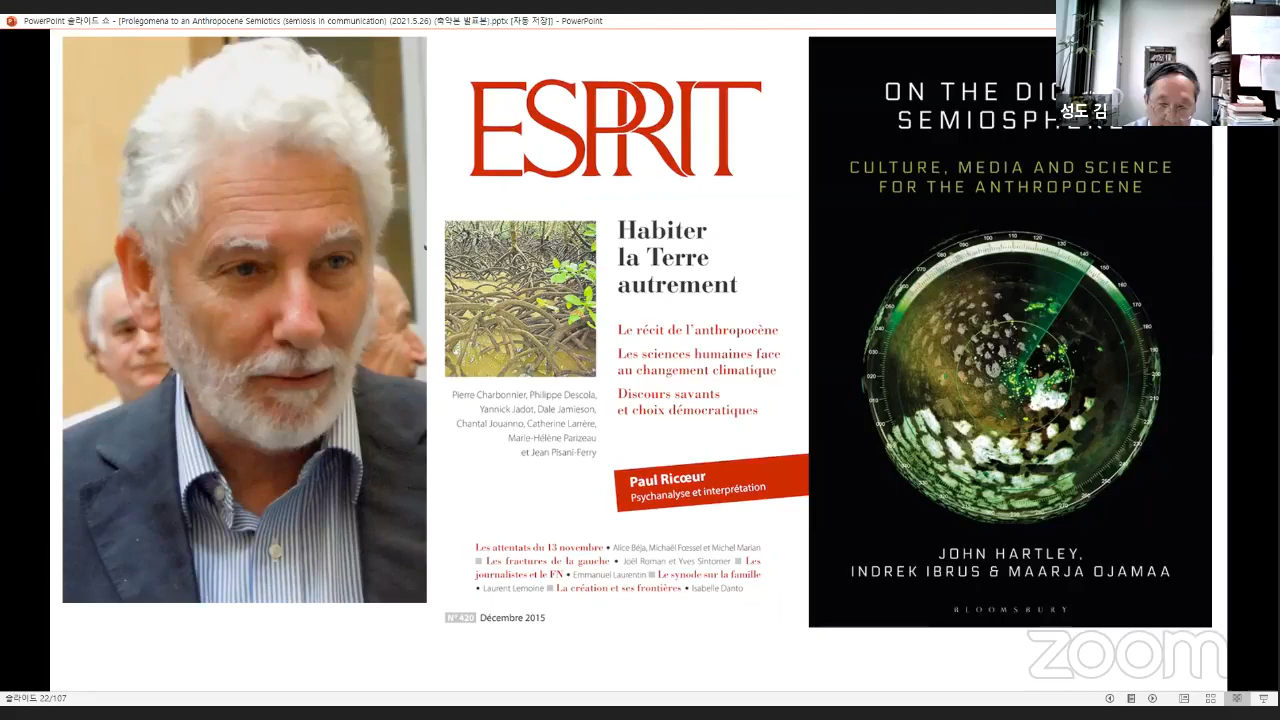 PowerPoint 슬라이드 쇼 - [Prolegomena to an Anthropocene Semiotics (semiosis in communication) (2021.5.26) (축약본 발표본).pptx [자동 저장]] - PowerPoint
성도 김
ESPRIT
Habiter
la Terre
autrement
Le récit de l'anthropocène
Les sciences humaines face
au changement climatique
Discours savants
et choix démocratiques
Pierre Charbonnier, Philippe Descola,
Yannick Jadot, Dale Jamieson,
Chantal Jouanno, Catherine Larrère,
Marie-Hélène Parizeau
et Jean Pisani-Ferry
Paul Ricœur
Psychanalyse et interprétation
Les attentats du 13 novembre • Alice Béja, Michaël Fœssel et Michel Marian
Les fractures de la gauche • Joël Roman et Yves Sintomer Les
journalistes et le FN • Emmanuel Laurentin Le synode sur la famille
• Laurent Lemoine La création et ses frontières • Isabelle Danto
N° 420 Décembre 2015
ON THE DIG
SEMIOSPHERE
CULTURE, MEDIA AND SCIENCE
FOR THE ANTHROPOCENE
JOHN HARTLEY,
INDREK IBRUS & MAARJA OJAMAA
BLOOMSBURY
zoom
슬라이드 22/107